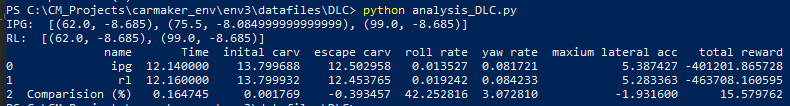 PS C:\CM_Projects\carmaker_env\env3\datafiles\DLC> python analysis_DLC.py
IPG:  [(62.0, -8.685), (75.5, -8.084999999999999), (99.0, -8.685)]
RL:  [(62.0, -8.685), (99.0, -8.685)]
name Time inital carv escape carv roll rate yaw rate maxium lateral acc total reward
0 ipg 12.140000 13.799688 12.502958 0.013527 0.081721 5.387427 -401201.865728
1 rl 12.160000 13.799932 12.453765 0.019242 0.084233 5.283363 -463708.160595
2 Comparision (%) 0.164745 0.001769 -0.393457 42.252816 3.072810 -1.931600 15.579762